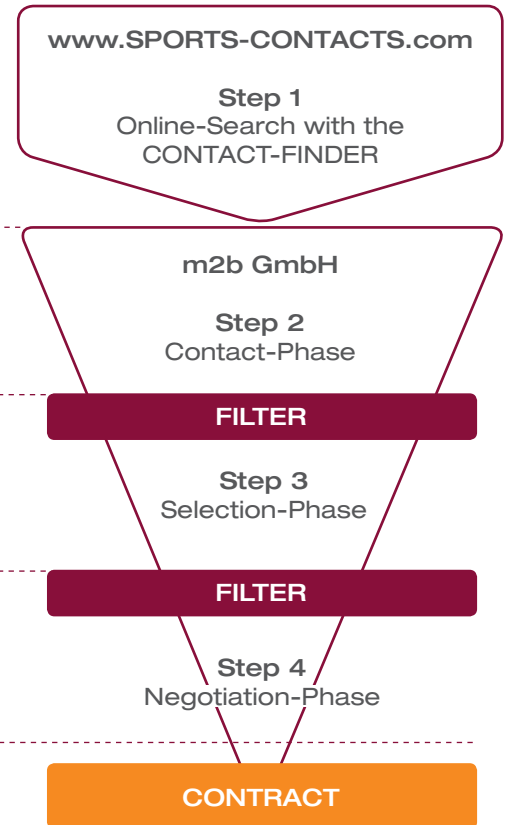 www.SPORTS-CONTACTS.com
Step 1
Online-Search with the
CONTACT-FINDER
m2b GmbH
Step 2
Contact-Phase
FILTER
Step 3
Selection-Phase
FILTER
Step 4
Negotiation-Phase
CONTRACT